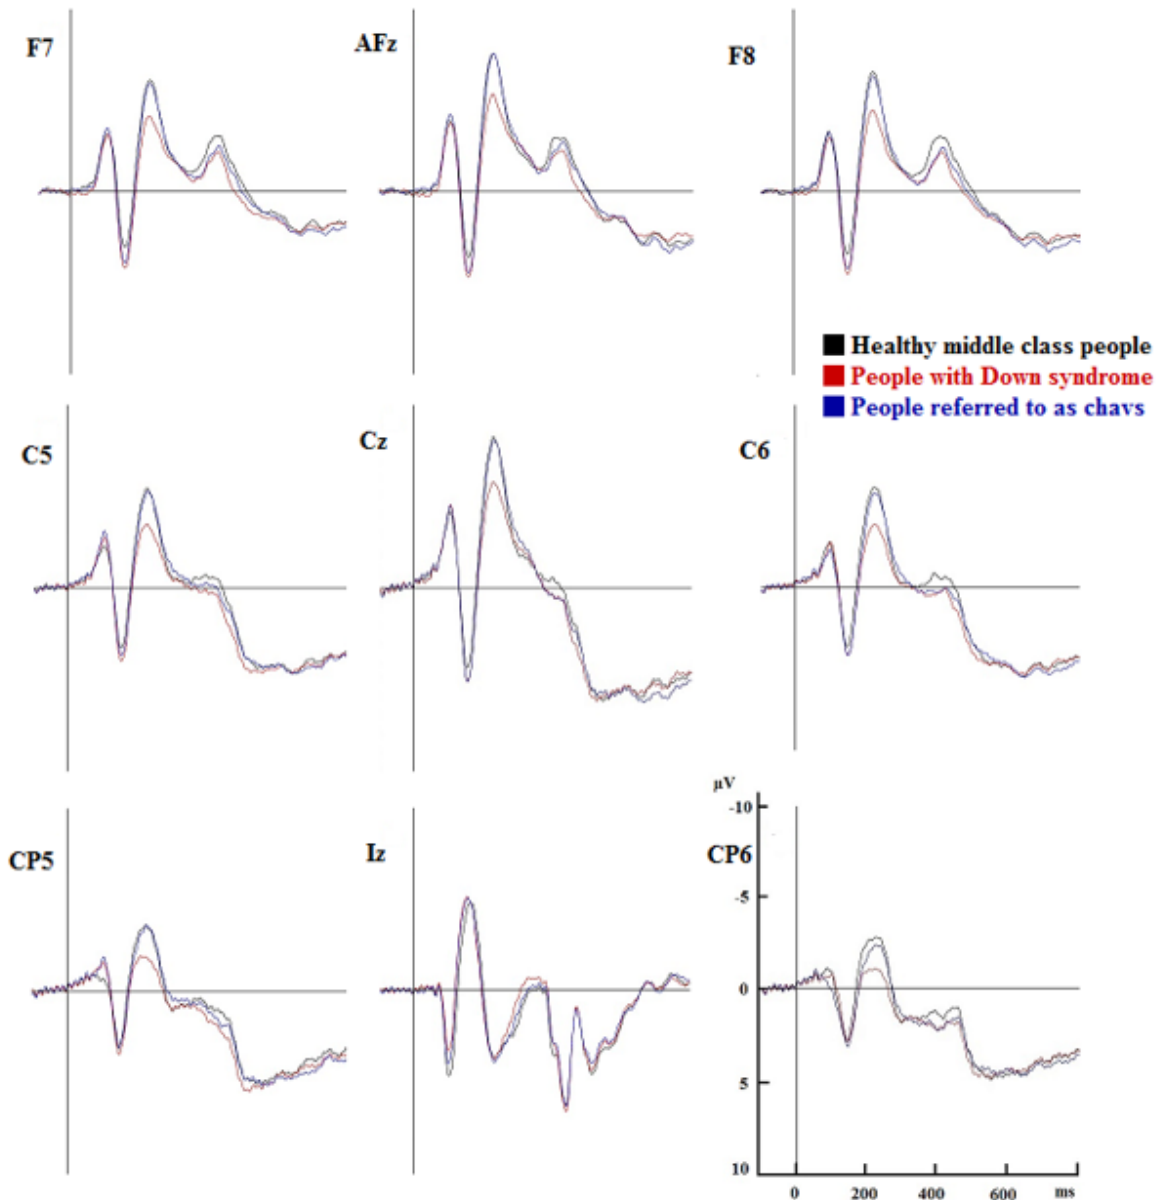 F7
AFz
F8
Healthy middle class people
People with Down syndrome
People referred to as chavs
C5
Cz
C6
CP5
Iz
CP6
µV
-10
-5
0
5
10
0 200 400 600 ms